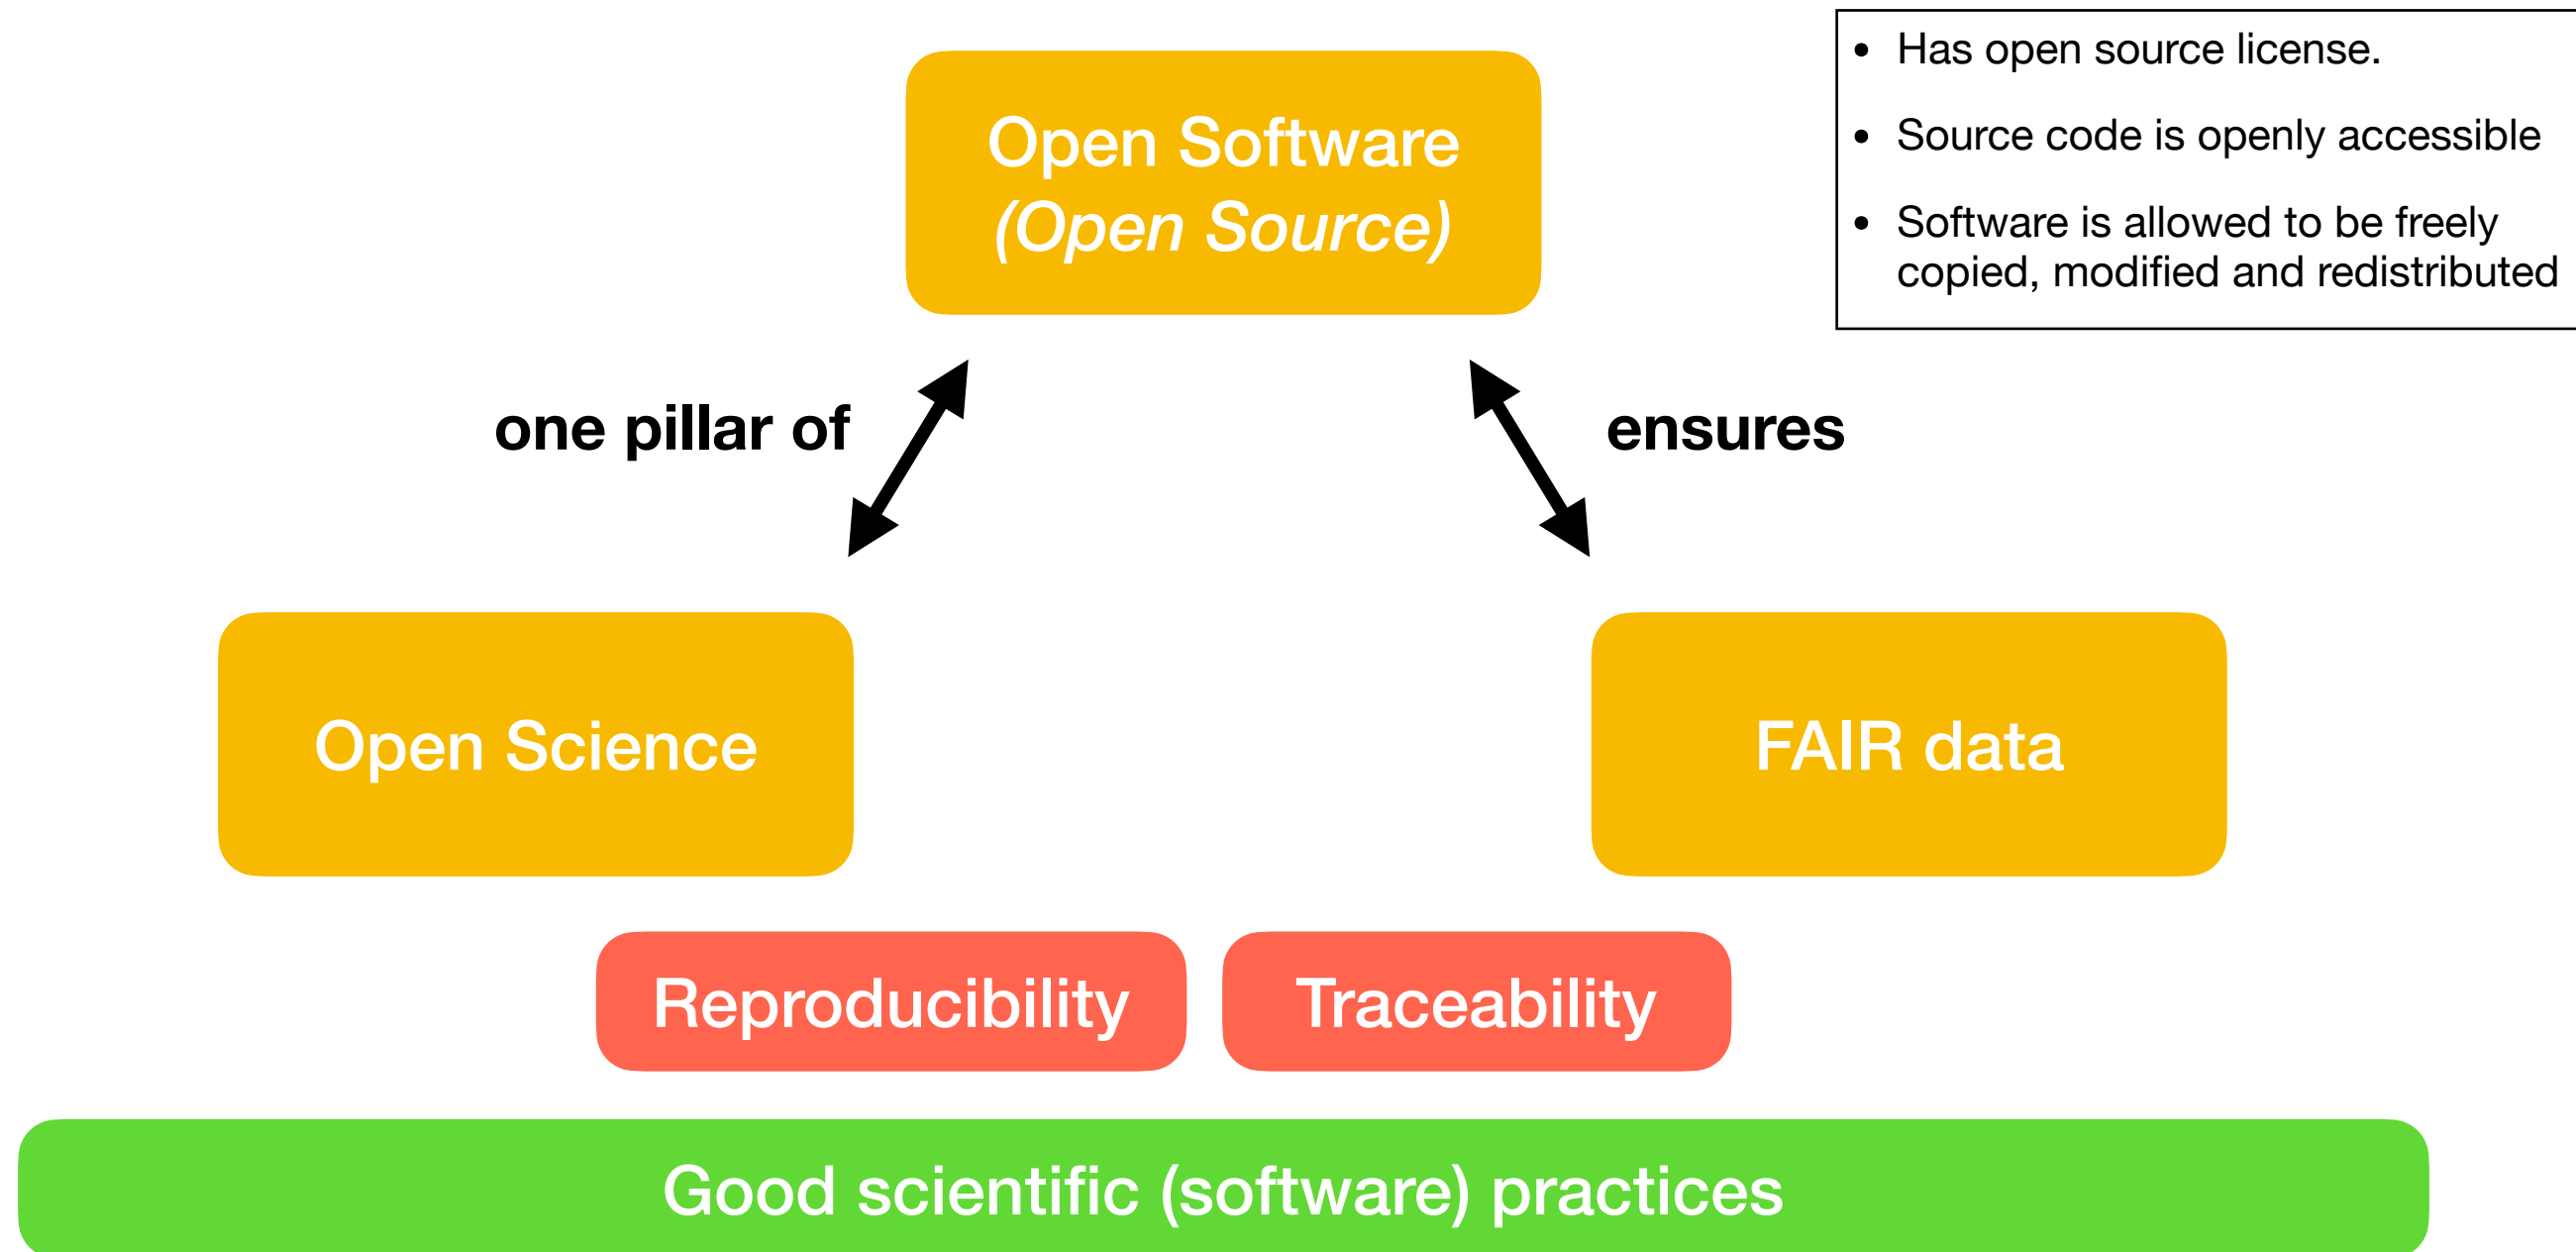 Open Software
(Open Source)
• Has open source license.
• Source code is openly accessible
• Software is allowed to be freely
copied, modified and redistributed
one pillar of
ensures
Open Science
FAIR data
Reproducibility
Traceability
Good scientific (software) practices